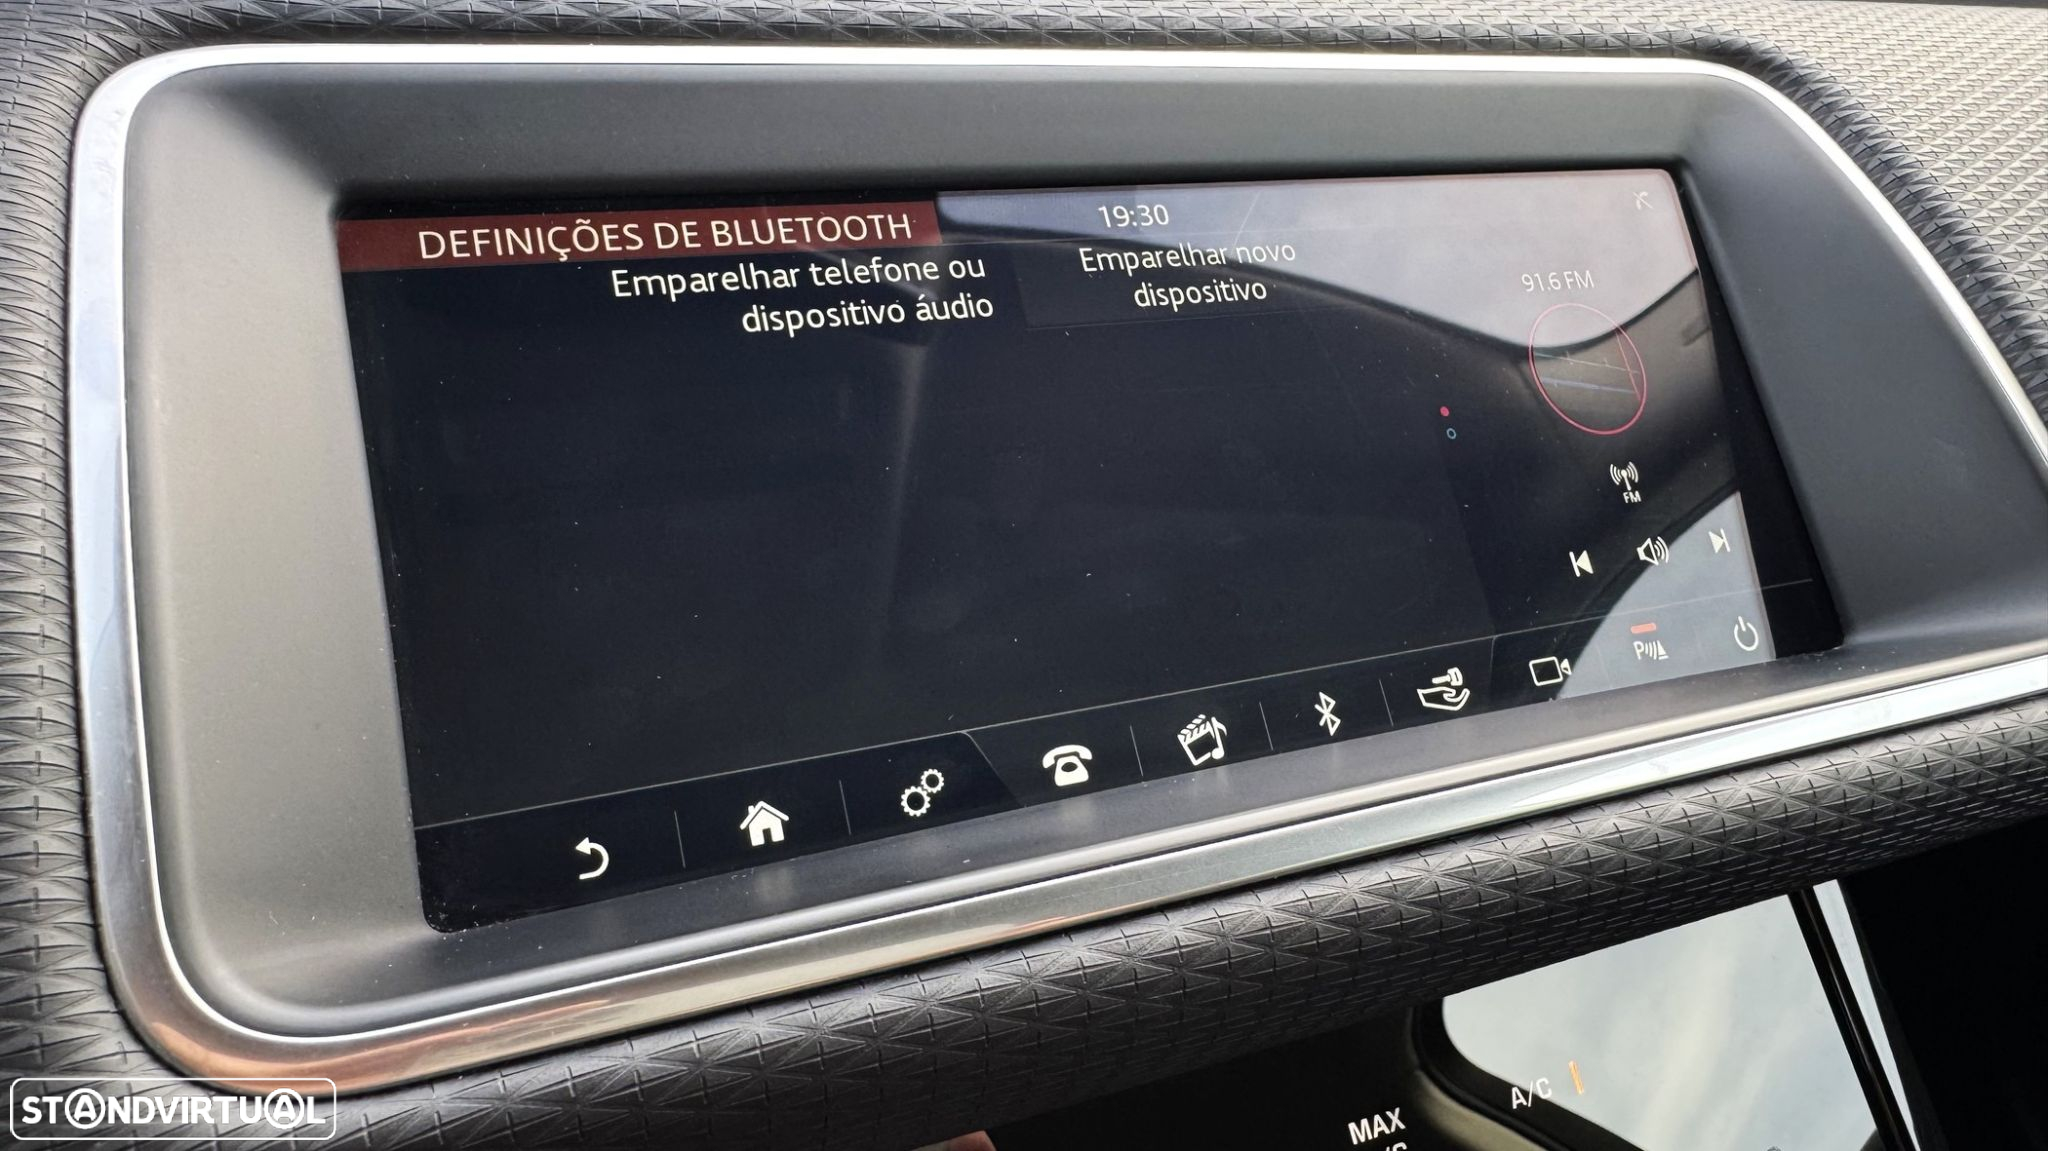 DEFINIÇÕES DE BLUETOOTH
19:30
Emparelhar telefone ou
dispositivo áudio
Emparelhar novo
dispositivo
91.6 FM
FM
P
A/C
MAX
STANDVIRTUAL